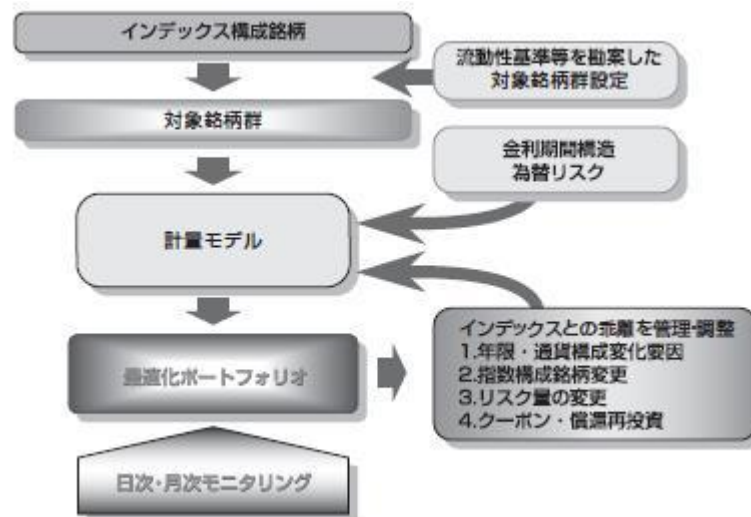 インデックス構成銘柄
流動性基準等を勘案した
対象銘柄群設定
対象銘柄群
金利期間構造
為替リスク
計量モデル
最適化ポートフォリオ
インデックスとの乖離を管理・調整
1.年限・通貨構成変化要因
2.指数構成銘柄変更
3.リスク量の変更
4.クーポン・償還再投資
日次・月次モニタリング